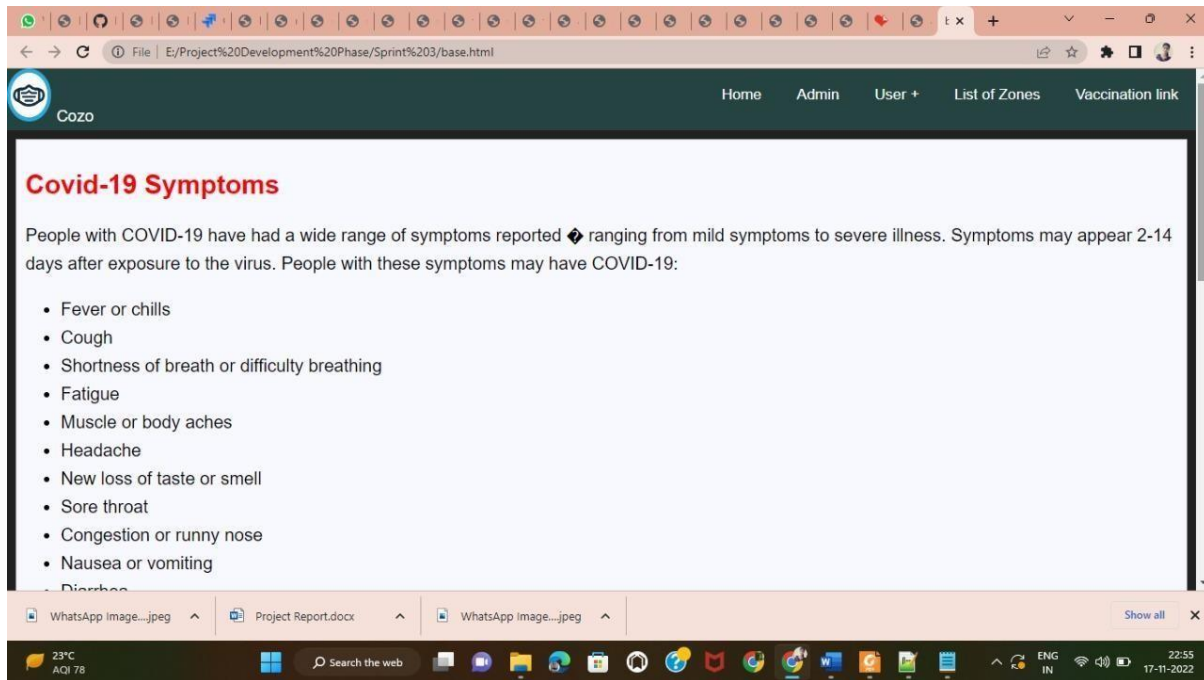 File | E:/Project%20Development%20Phase/Sprint%203/base.html
Cozo
Home Admin User + List of Zones Vaccination link
Covid-19 Symptoms
People with COVID-19 have had a wide range of symptoms reported � ranging from mild symptoms to severe illness. Symptoms may appear 2-14
days after exposure to the virus. People with these symptoms may have COVID-19:
• Fever or chills
• Cough
• Shortness of breath or difficulty breathing
• Fatigue
• Muscle or body aches
• Headache
• New loss of taste or smell
• Sore throat
• Congestion or runny nose
• Nausea or vomiting
• Diarrhea
WhatsApp Image....jpeg Project Report.docx WhatsApp Image....jpeg Show all
23°C
AQI 78
Search the web
ENG
IN
22:55
17-11-2022